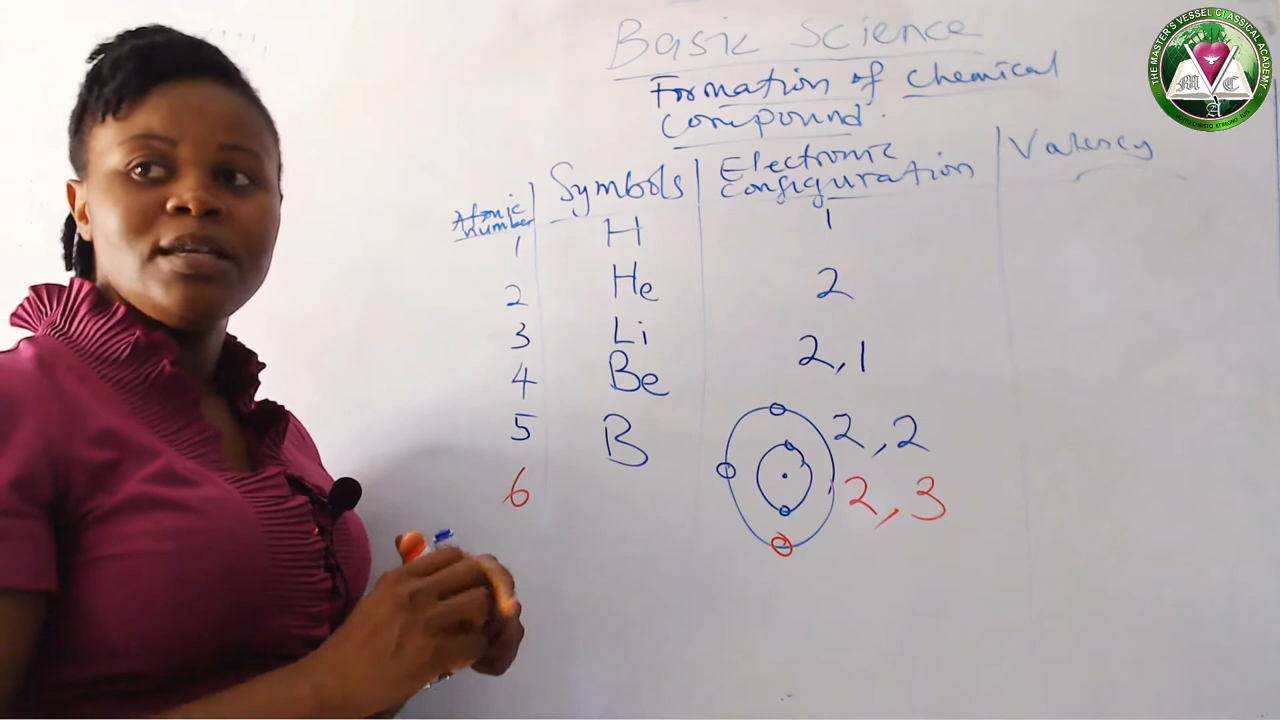 Basic Science
Formation of Chemical
Compound.
Atomic
number
Symbols
Electronic
Configuration
Valency
1 H 1
2 He 2
3 Li 2,1
4 Be 2,2
5 B 2,3
6
THE MASTER'S VESSEL CLASSICAL ACADEMY
M V C
A